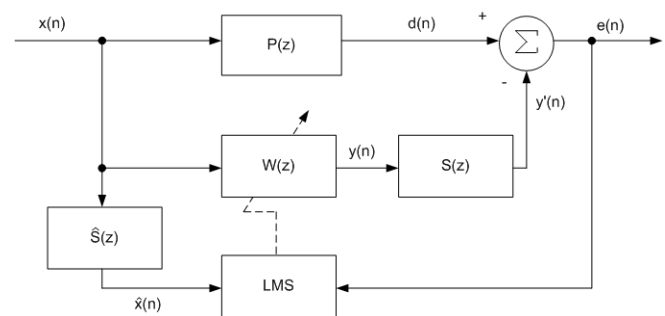 x(n)
P(z)
d(n)
+
Σ
e(n)
-
y'(n)
W(z)
y(n)
S(z)
Ŝ(z)
x̂(n)
LMS